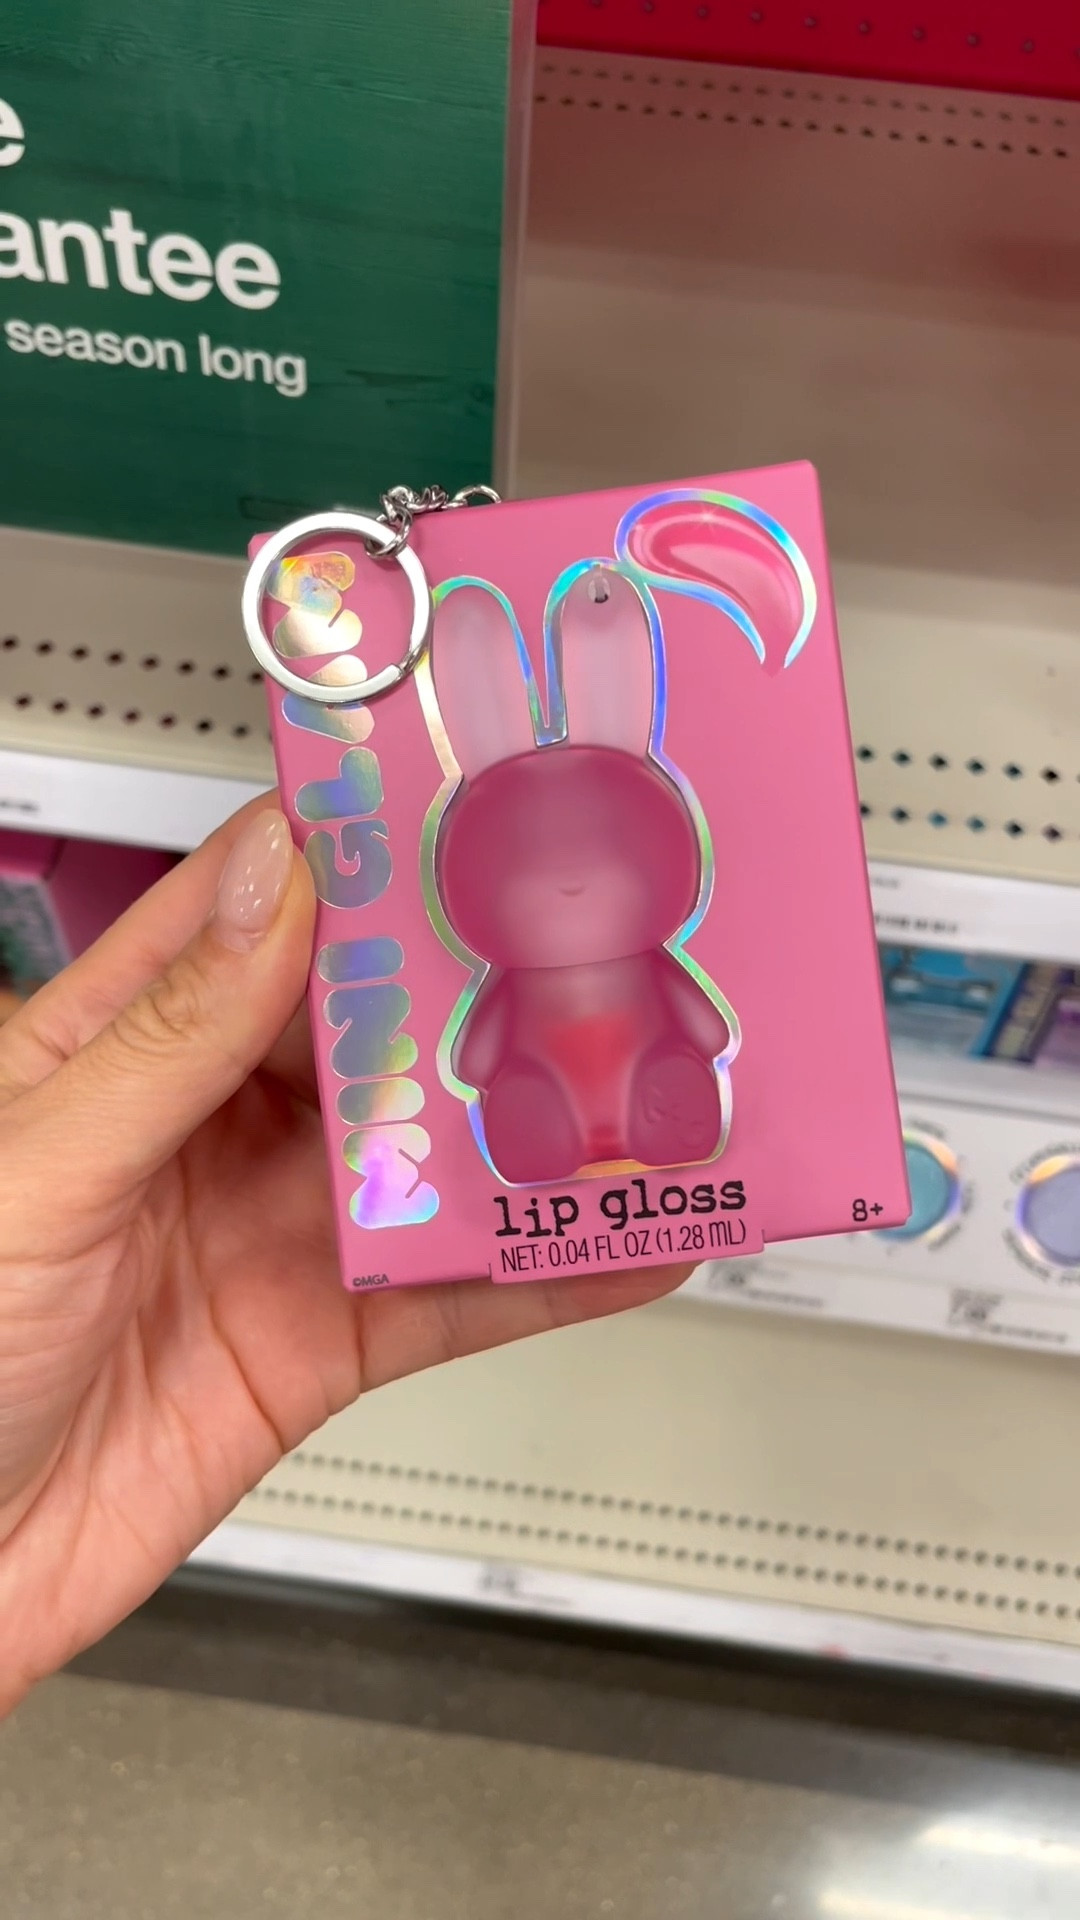 e
antee
season long
MINI GLAM
lip gloss
NET: 0.04 FL OZ (1.28 mL)
8+
©MGA